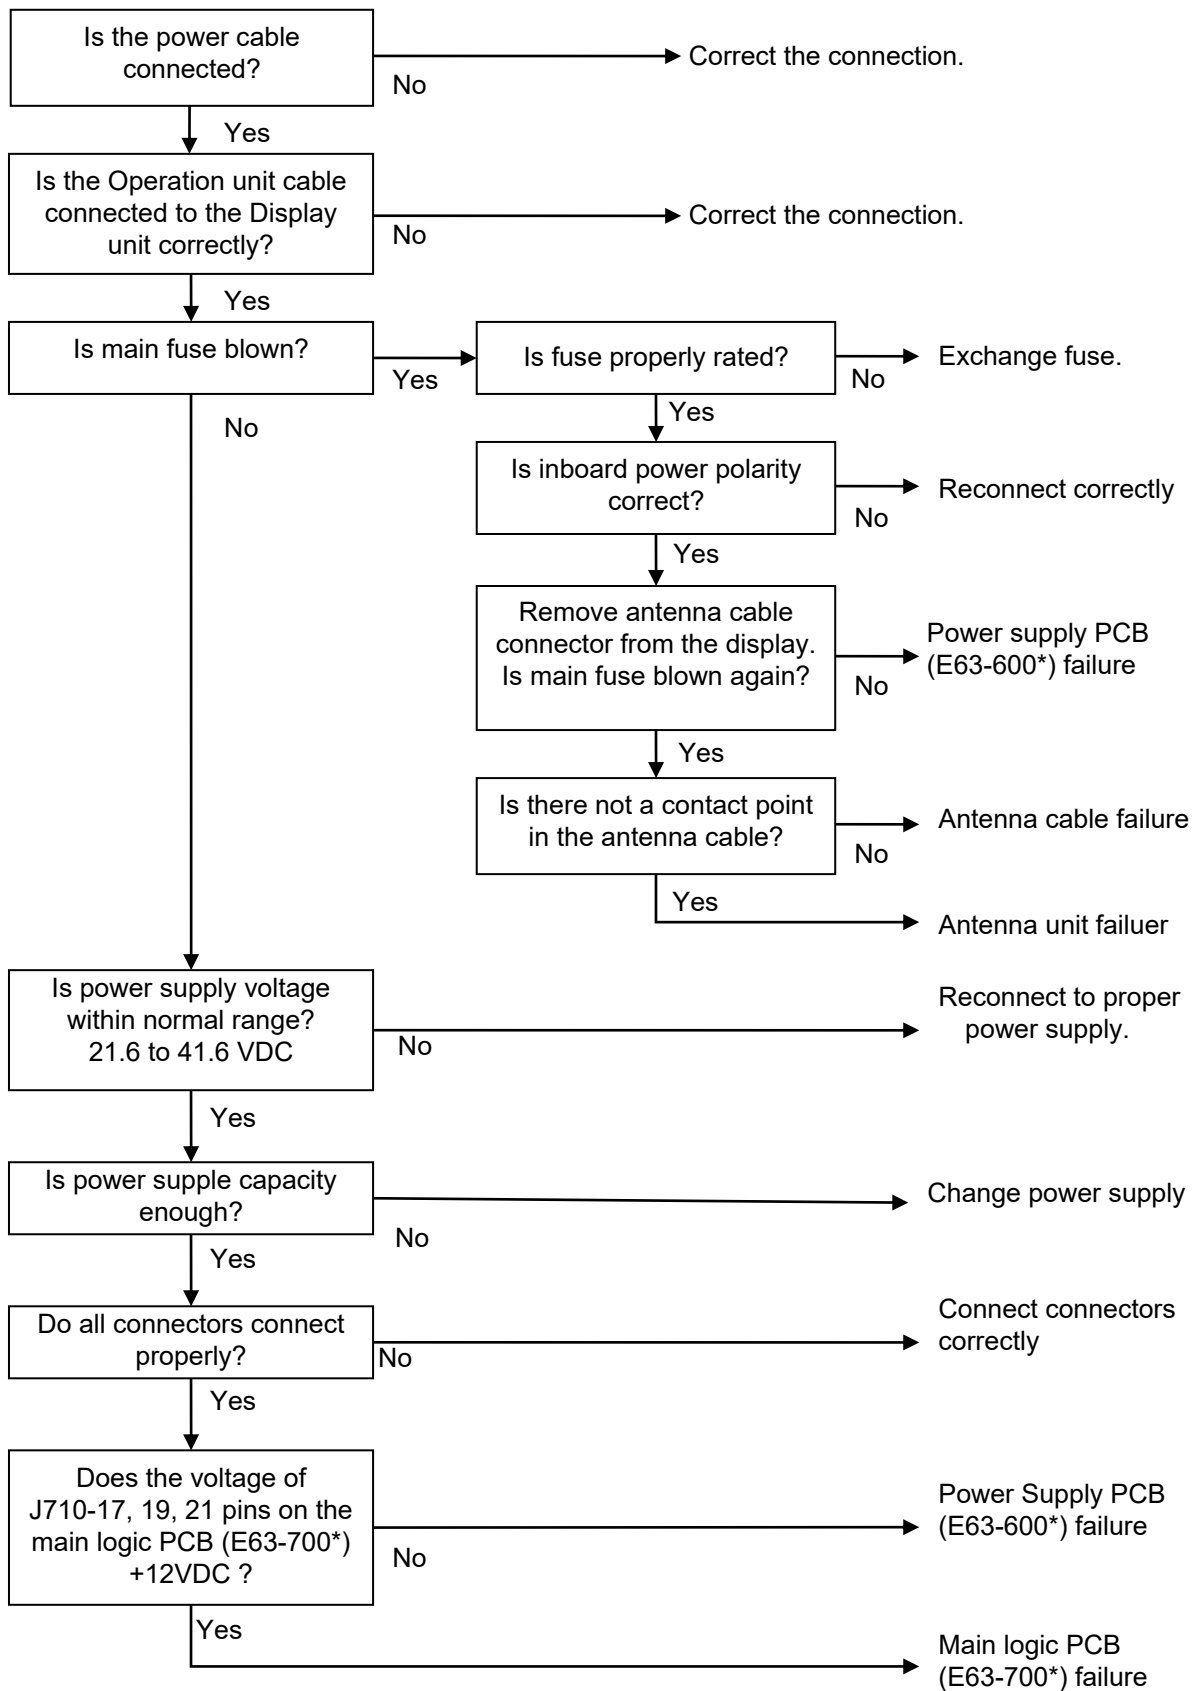 Is the power cable
connected?
No
Correct the connection.
Yes
Is the Operation unit cable
connected to the Display
unit correctly?
No
Correct the connection.
Yes
Is main fuse blown?
Yes
Is fuse properly rated?
No
Exchange fuse.
No
Yes
Is inboard power polarity
correct?
No
Reconnect correctly
Yes
Remove antenna cable
connector from the display.
Is main fuse blown again?
No
Power supply PCB
(E63-600*) failure
Yes
Is there not a contact point
in the antenna cable?
No
Antenna cable failure
Yes
Antenna unit failuer
Is power supply voltage
within normal range?
21.6 to 41.6 VDC
No
Reconnect to proper
power supply.
Yes
Is power supple capacity
enough?
No
Change power supply
Yes
Do all connectors connect
properly?
No
Connect connectors
correctly
Yes
Does the voltage of
J710-17, 19, 21 pins on the
main logic PCB (E63-700*)
+12VDC ?
No
Power Supply PCB
(E63-600*) failure
Yes
Main logic PCB
(E63-700*) failure